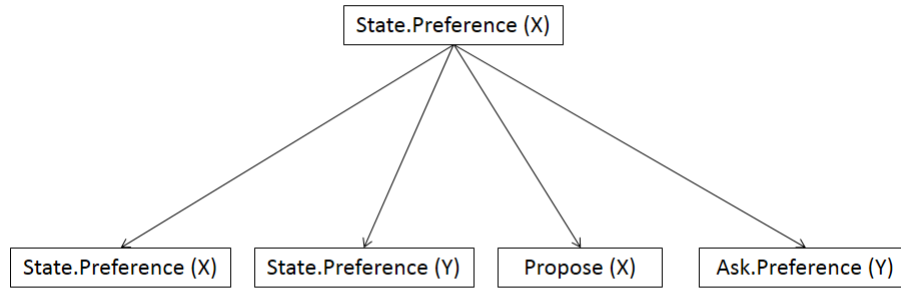 State.Preference (X)
State.Preference (X)
State.Preference (Y)
Propose (X)
Ask.Preference (Y)